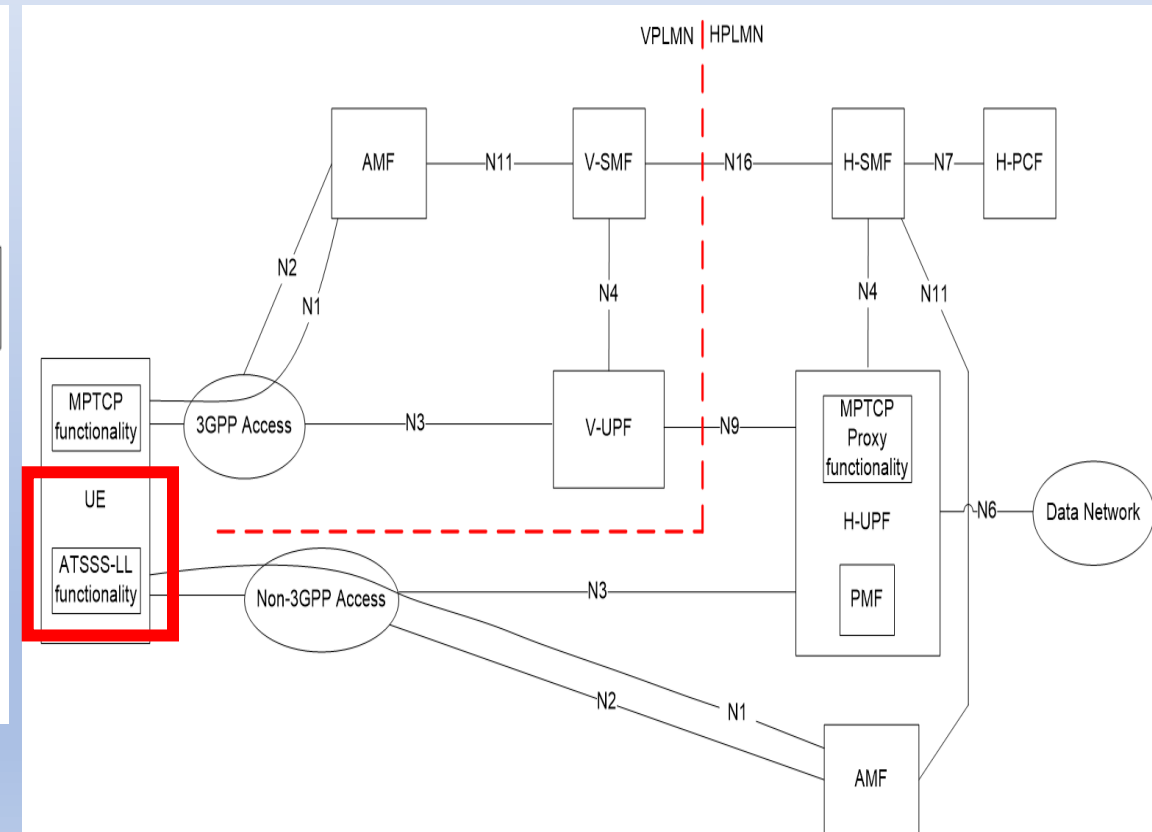 VPLMN HPLMN
AMF
N11
V-SMF
N16
H-SMF
N7
H-PCF
N2
N1
N4
N4
N11
MPTCP
functionality
3GPP Access
N3
V-UPF
N9
MPTCP
Proxy
functionality
H-UPF
N6
Data Network
UE
ATSSS-LL
functionality
Non-3GPP Access
N3
PMF
N2
N1
AMF